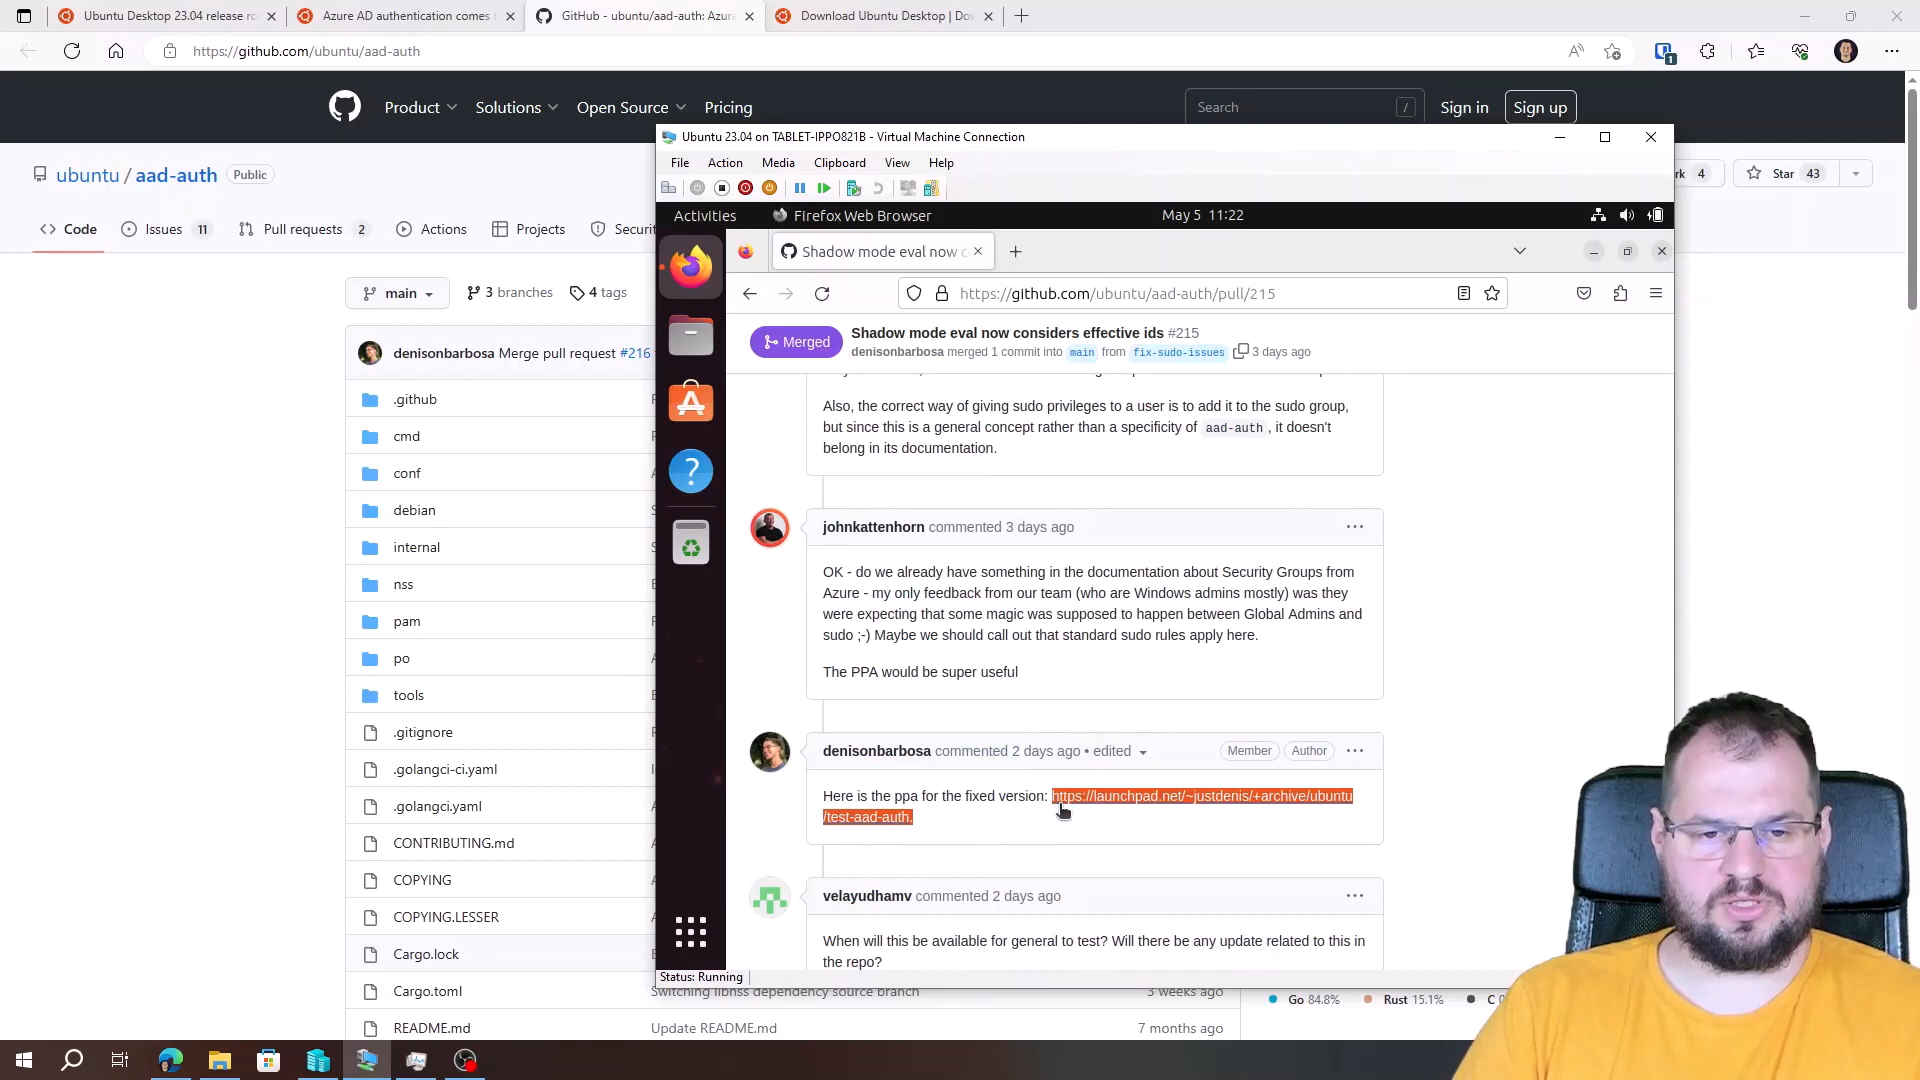 Ubuntu Desktop 23.04 release
Azure AD authentication comes
GitHub - ubuntu/aad-auth: Azur
Download Ubuntu Desktop | Do
https://github.com/ubuntu/aad-auth
1
Product
Solutions
Open Source
Pricing
Search
/
Sign in
Sign up
ubuntu / aad-auth
Public
4
Star 43
Code
Issues 11
Pull requests 2
Actions
Projects
main
3 branches
4 tags
denisonbarbosa Merge pull request #216
.github
cmd
conf
debian
internal
nss
pam
po
tools
.gitignore
.golangci-ci.yaml
.golangci.yaml
CONTRIBUTING.md
COPYING
COPYING.LESSER
Cargo.lock
Cargo.toml
Switching libnss dependency source branch
3 weeks ago
README.md
Update README.md
7 months ago
Go 84.8%
Rust 15.1%
C
Ubuntu 23.04 on TABLET-IPPO821B - Virtual Machine Connection
File
Action
Media
Clipboard
View
Help
Activities
Firefox Web Browser
May 5 11:22
Shadow mode eval now
https://github.com/ubuntu/aad-auth/pull/215
Merged
Shadow mode eval now considers effective ids #215
denisonbarbosa merged 1 commit into main from fix-sudo-issues 3 days ago
Also, the correct way of giving sudo privileges to a user is to add it to the sudo group,
but since this is a general concept rather than a specificity of aad-auth, it doesn't
belong in its documentation.
johnkattenhorn commented 3 days ago
OK - do we already have something in the documentation about Security Groups from
Azure - my only feedback from our team (who are Windows admins mostly) was they
were expecting that some magic was supposed to happen between Global Admins and
sudo ;-) Maybe we should call out that standard sudo rules apply here.
The PPA would be super useful
denisonbarbosa commented 2 days ago • edited
Member
Author
Here is the ppa for the fixed version: https://launchpad.net/~justdenis/+archive/ubuntu
/test-aad-auth.
velayudhamv commented 2 days ago
When will this be available for general to test? Will there be any update related to this in
the repo?
Status: Running